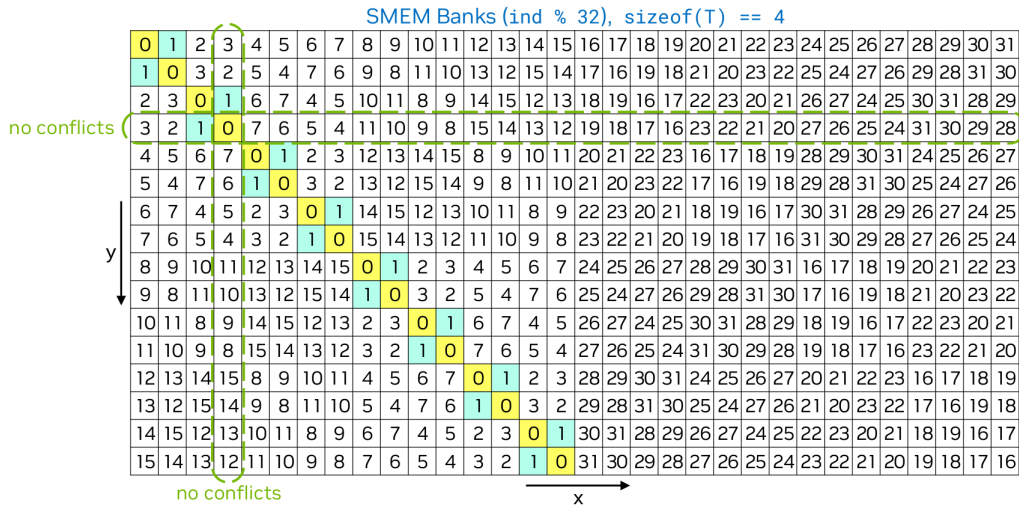 SMEM Banks (ind % 32), sizeof(T) == 4
0 1 2 3 4 5 6 7 8 9 10 11 12 13 14 15 16 17 18 19 20 21 22 23 24 25 26 27 28 29 30 31
1 0 3 2 5 4 7 6 9 8 11 10 13 12 15 14 17 16 19 18 21 20 23 22 25 24 27 26 29 28 31 30
2 3 0 1 6 7 4 5 10 11 8 9 14 15 12 13 18 19 16 17 22 23 20 21 26 27 24 25 30 31 28 29
no conflicts
3 2 1 0 7 6 5 4 11 10 9 8 15 14 13 12 19 18 17 16 23 22 21 20 27 26 25 24 31 30 29 28
4 5 6 7 0 1 2 3 12 13 14 15 8 9 10 11 20 21 22 23 16 17 18 19 28 29 30 31 24 25 26 27
5 4 7 6 1 0 3 2 13 12 15 14 9 8 11 10 21 20 23 22 17 16 19 18 29 28 31 30 25 24 27 26
6 7 4 5 2 3 0 1 14 15 12 13 10 11 8 9 22 23 20 21 18 19 16 17 30 31 28 29 26 27 24 25
7 6 5 4 3 2 1 0 15 14 13 12 11 10 9 8 23 22 21 20 19 18 17 16 31 30 29 28 27 26 25 24
y
8 9 10 11 12 13 14 15 0 1 2 3 4 5 6 7 24 25 26 27 28 29 30 31 16 17 18 19 20 21 22 23
9 8 11 10 13 12 15 14 1 0 3 2 5 4 7 6 25 24 27 26 29 28 31 30 17 16 19 18 21 20 23 22
10 11 8 9 14 15 12 13 2 3 0 1 6 7 4 5 26 27 24 25 30 31 28 29 18 19 16 17 22 23 20 21
11 10 9 8 15 14 13 12 3 2 1 0 7 6 5 4 27 26 25 24 31 30 29 28 19 18 17 16 23 22 21 20
12 13 14 15 8 9 10 11 4 5 6 7 0 1 2 3 28 29 30 31 24 25 26 27 20 21 22 23 16 17 18 19
13 12 15 14 9 8 11 10 5 4 7 6 1 0 3 2 29 28 31 30 25 24 27 26 21 20 23 22 17 16 19 18
14 15 12 13 10 11 8 9 6 7 4 5 2 3 0 1 30 31 28 29 26 27 24 25 22 23 20 21 18 19 16 17
15 14 13 12 11 10 9 8 7 6 5 4 3 2 1 0 31 30 29 28 27 26 25 24 23 22 21 20 19 18 17 16
no conflicts
x